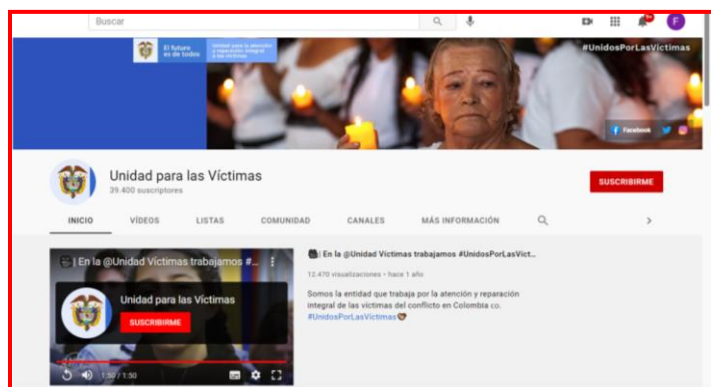 Buscar
F
El futuro
es de todos
Unidad para la atención
y reparación integral
a las víctimas
#UnidosPorLasVíctimas
Facebook
Unidad para las Víctimas
39.400 suscriptores
SUSCRIBIRME
INICIO VÍDEOS LISTAS COMUNIDAD CANALES MÁS INFORMACIÓN
| En la @Unidad Víctimas trabajamos #...
Unidad para las Víctimas
SUSCRIBIRME
1:50 / 1:50
| En la @Unidad Víctimas trabajamos #UnidosPorLasVict...
12.470 visualizaciones • hace 1 año
Somos la entidad que trabaja por la atención y reparación
integral de las víctimas del conflicto en Colombia co.
#UnidosPorLasVíctimas